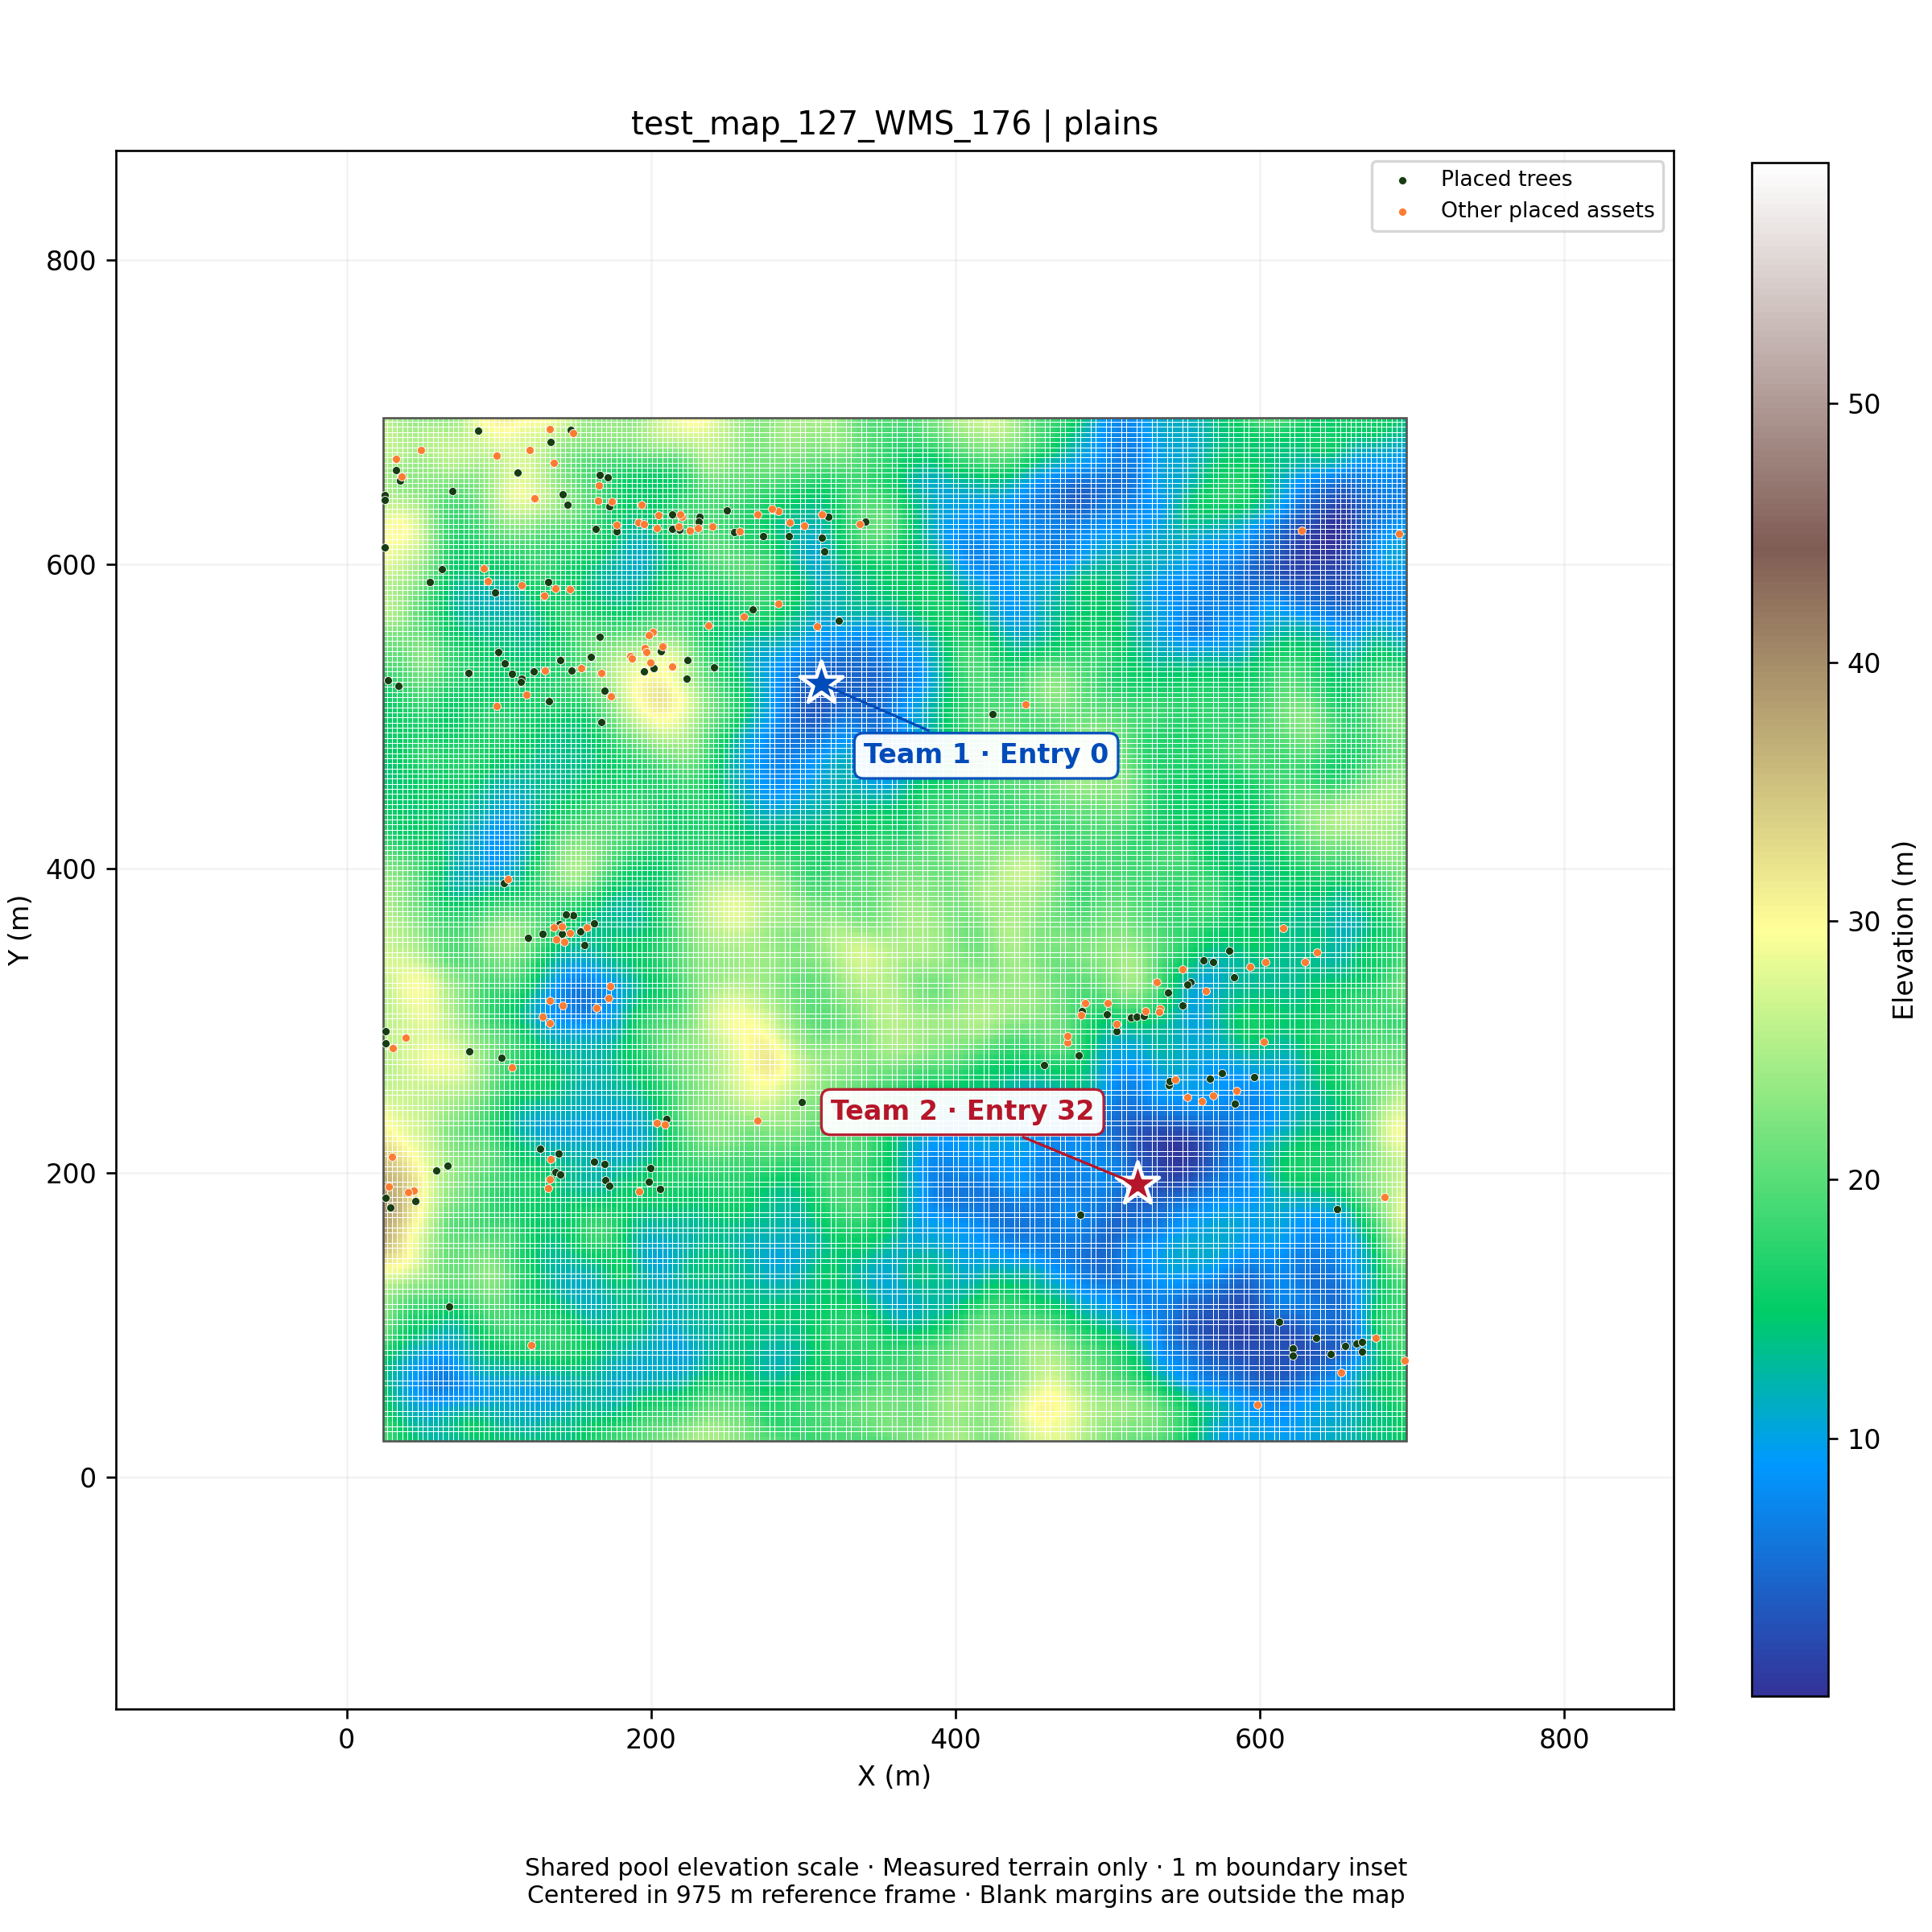 test_map_127_WMS_176 | plains
Placed trees
Other placed assets
800
600
400
200
0
Y (m)
Team 1 · Entry 0
Team 2 · Entry 32
0
200
400
600
800
X (m)
50
40
30
20
10
Elevation (m)
Shared pool elevation scale · Measured terrain only · 1 m boundary inset
Centered in 975 m reference frame · Blank margins are outside the map